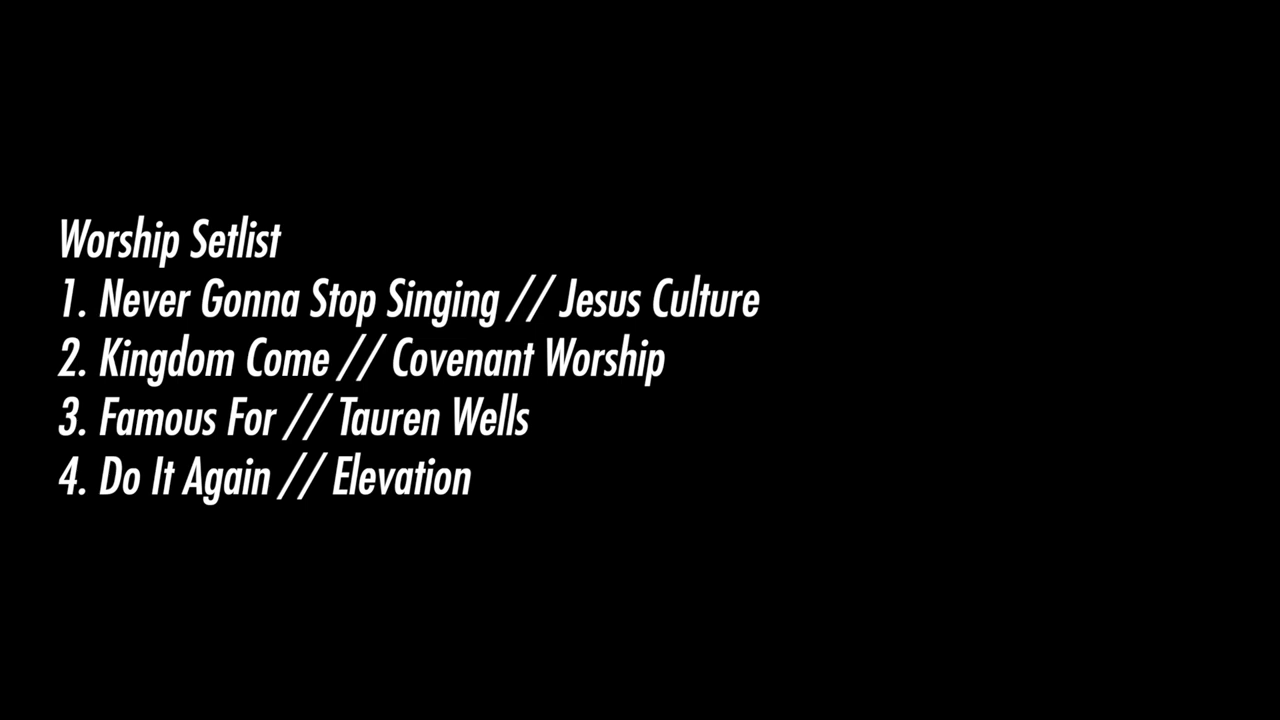 Worship Setlist
1. Never Gonna Stop Singing // Jesus Culture
2. Kingdom Come // Covenant Worship
3. Famous For // Tauren Wells
4. Do It Again // Elevation